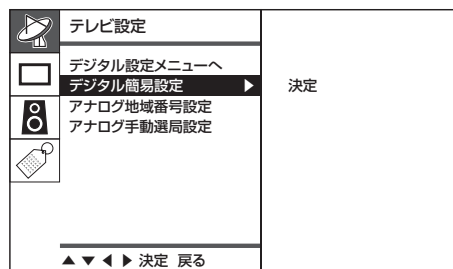 テレビ設定
デジタル設定メニューへ
デジタル簡易設定 ▶ 決定
アナログ地域番号設定
アナログ手動選局設定
▲ ▼ ◀ ▶ 決定 戻る